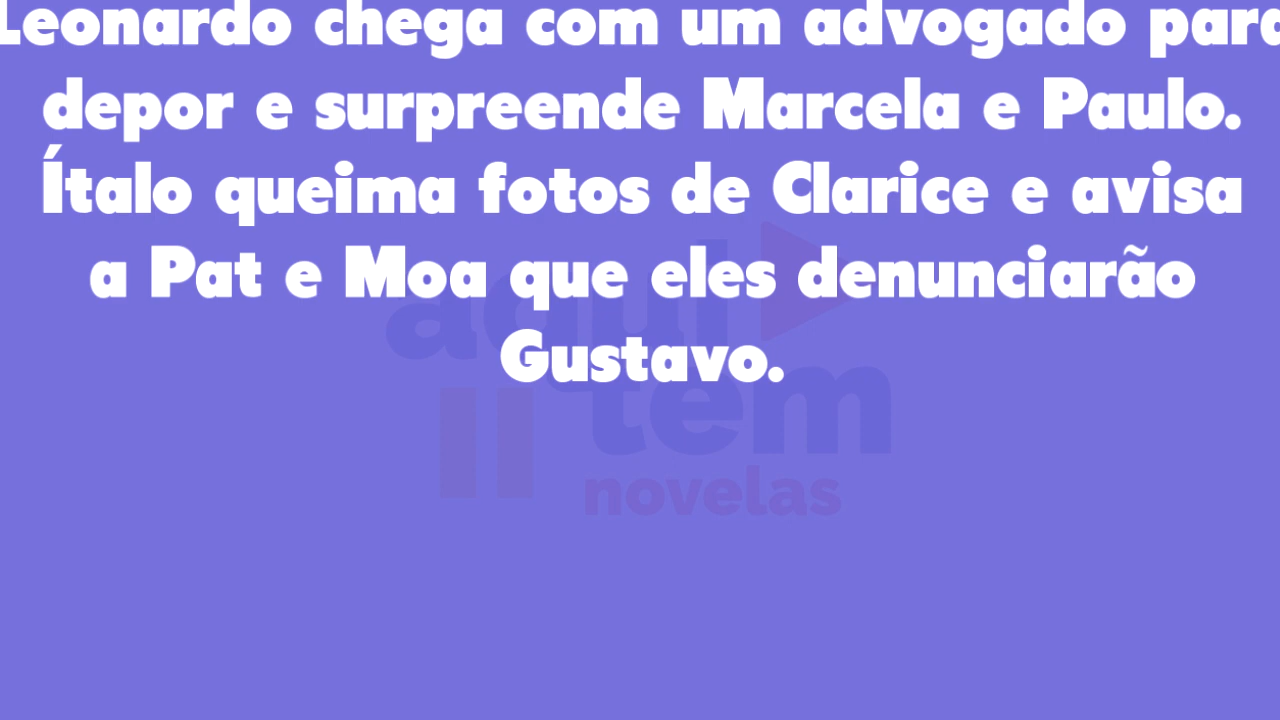 Leonardo chega com um advogado para
depor e surpreende Marcela e Paulo.
Ítalo queima fotos de Clarice e avisa
a Pat e Moa que eles denunciarão
Gustavo.
aqui
tem
novelas